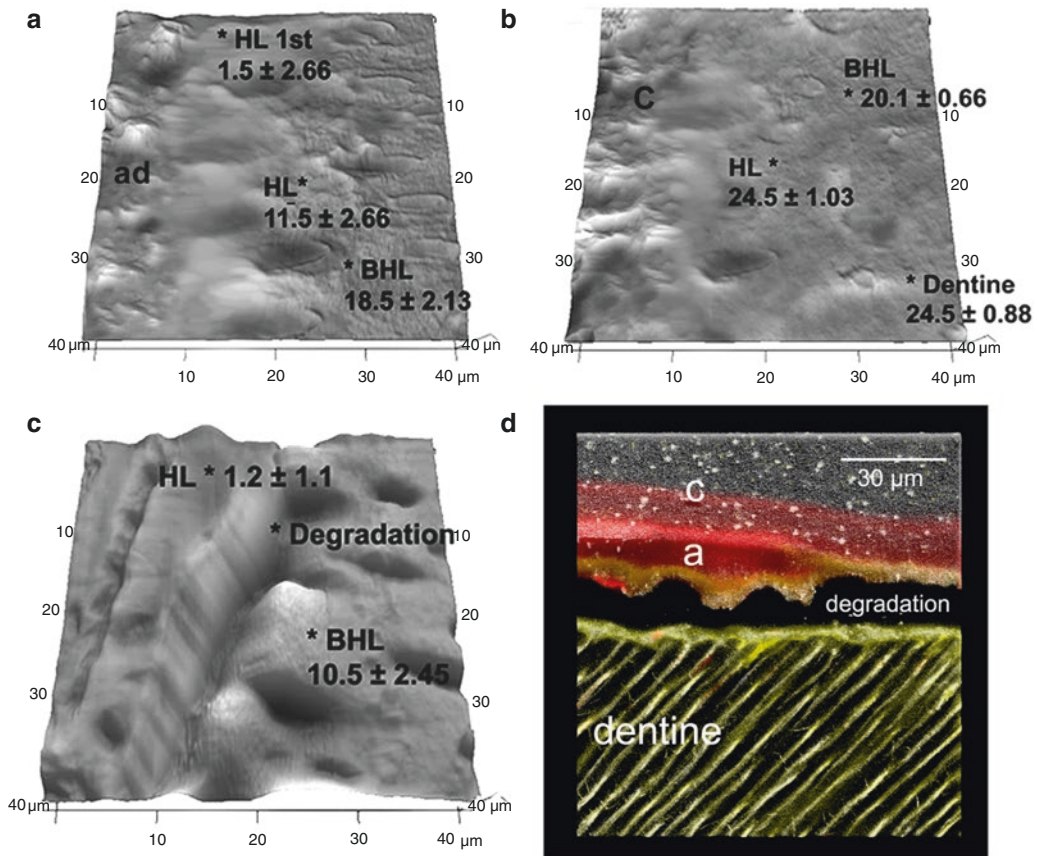 a
* HL 1st
1.5 ± 2.66
10
10
ad
20
20
HL*
11.5 ± 2.66
30
30
* BHL
18.5 ± 2.13
40 µm
40 µn
10
20
30
40 µm
b
BHL
* 20.1 ± 0.66
C
10
10
HL *
24.5 ± 1.03
20
20
30
30
* Dentine
24.5 ± 0.88
40 µm
40 µm
10
20
30
40 µm
c
HL * 1.2 ± 1.1
10
* Degradation
10
20
20
* BHL
10.5 ± 2.45
30
30
40 µm
40 µm
10
20
30
40 µm
d
30 µm
c
a
degradation
dentine